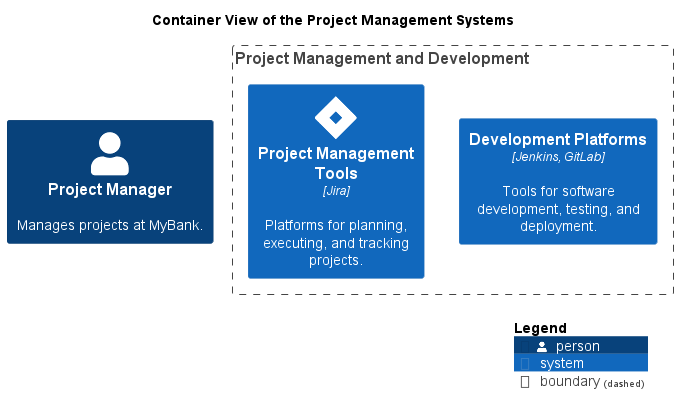 Container View of the Project Management Systems
Project Management and Development
Project Manager
Manages projects at MyBank.
Project Management
Tools
[Jira]
Platforms for planning,
executing, and tracking
projects.
Development Platforms
[Jenkins, GitLab]
Tools for software
development, testing, and
deployment.
Legend
person
system
boundary (dashed)